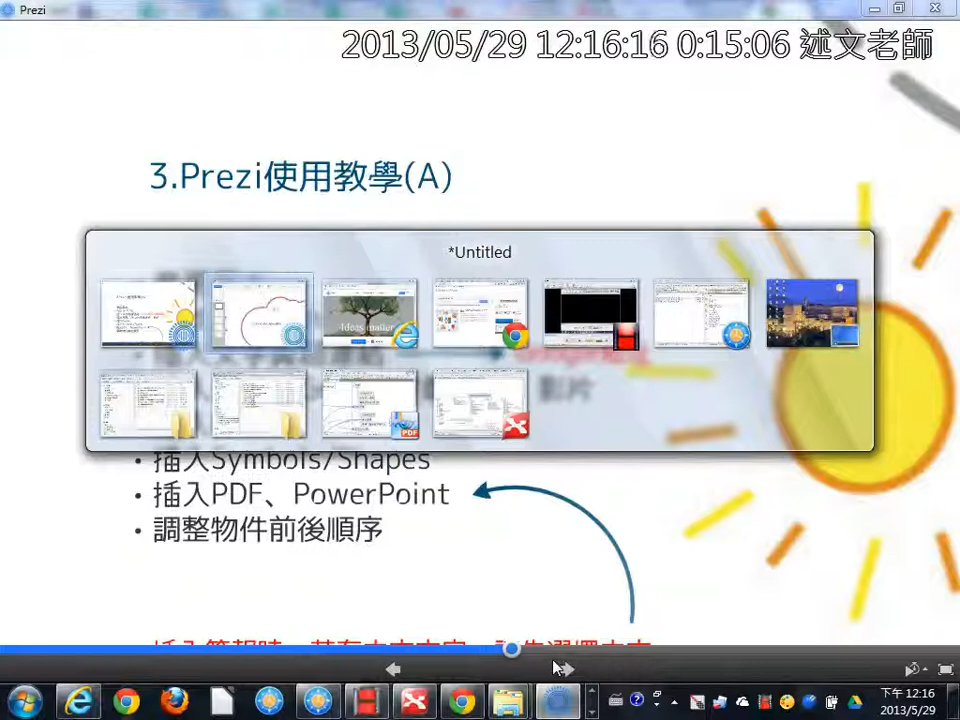 Prezi
2013/05/29 12:16:16 0:15:06 述文老師
3.Prezi使用教學(A)
*Untitled
Ideas matter
PDF
影片
• 插入Symbols/Shapes
• 插入PDF、PowerPoint
• 調整物件前後順序
下午 12:16
2013/5/29